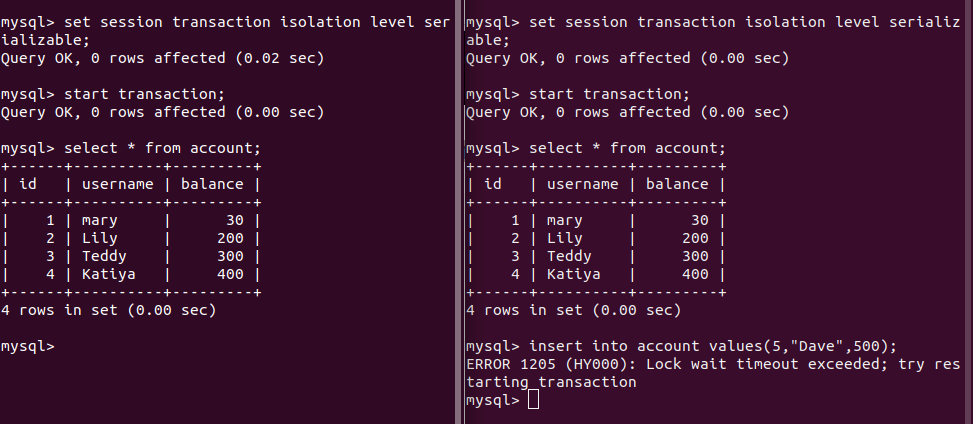 mysql> set session transaction isolation level ser
ializable;
Query OK, 0 rows affected (0.02 sec)

mysql> start transaction;
Query OK, 0 rows affected (0.00 sec)

mysql> select * from account;
+------+----------+---------+
| id   | username | balance |
+------+----------+---------+
|    1 | mary     |      30 |
|    2 | Lily     |     200 |
|    3 | Teddy    |     300 |
|    4 | Katiya   |     400 |
+------+----------+---------+
4 rows in set (0.00 sec)

mysql>
mysql> set session transaction isolation level serializ
able;
Query OK, 0 rows affected (0.00 sec)

mysql> start transaction;
Query OK, 0 rows affected (0.00 sec)

mysql> select * from account;
+------+----------+---------+
| id   | username | balance |
+------+----------+---------+
|    1 | mary     |      30 |
|    2 | Lily     |     200 |
|    3 | Teddy    |     300 |
|    4 | Katiya   |     400 |
+------+----------+---------+
4 rows in set (0.00 sec)

mysql> insert into account values(5,"Dave",500);
ERROR 1205 (HY000): Lock wait timeout exceeded; try res
tarting transaction
mysql>